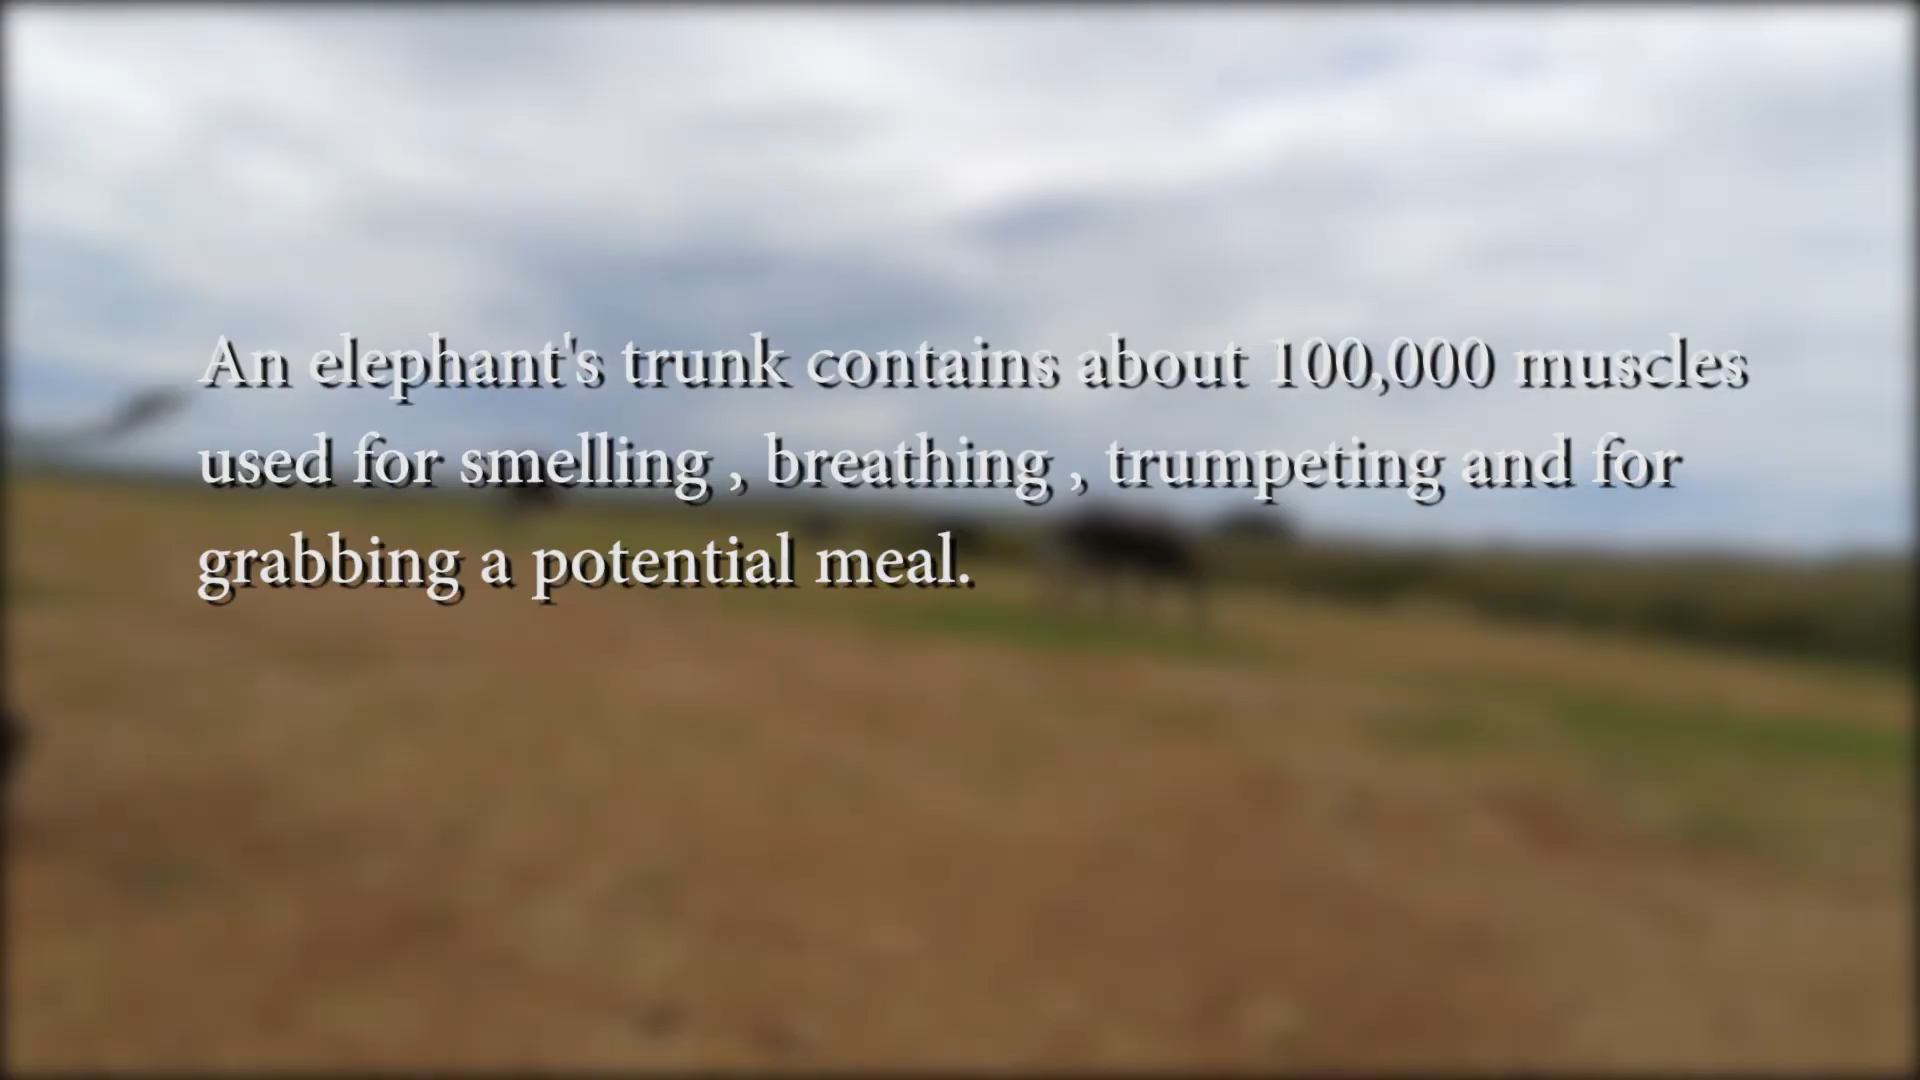 An elephant's trunk contains about 100,000 muscles
used for smelling , breathing , trumpeting and for
grabbing a potential meal.